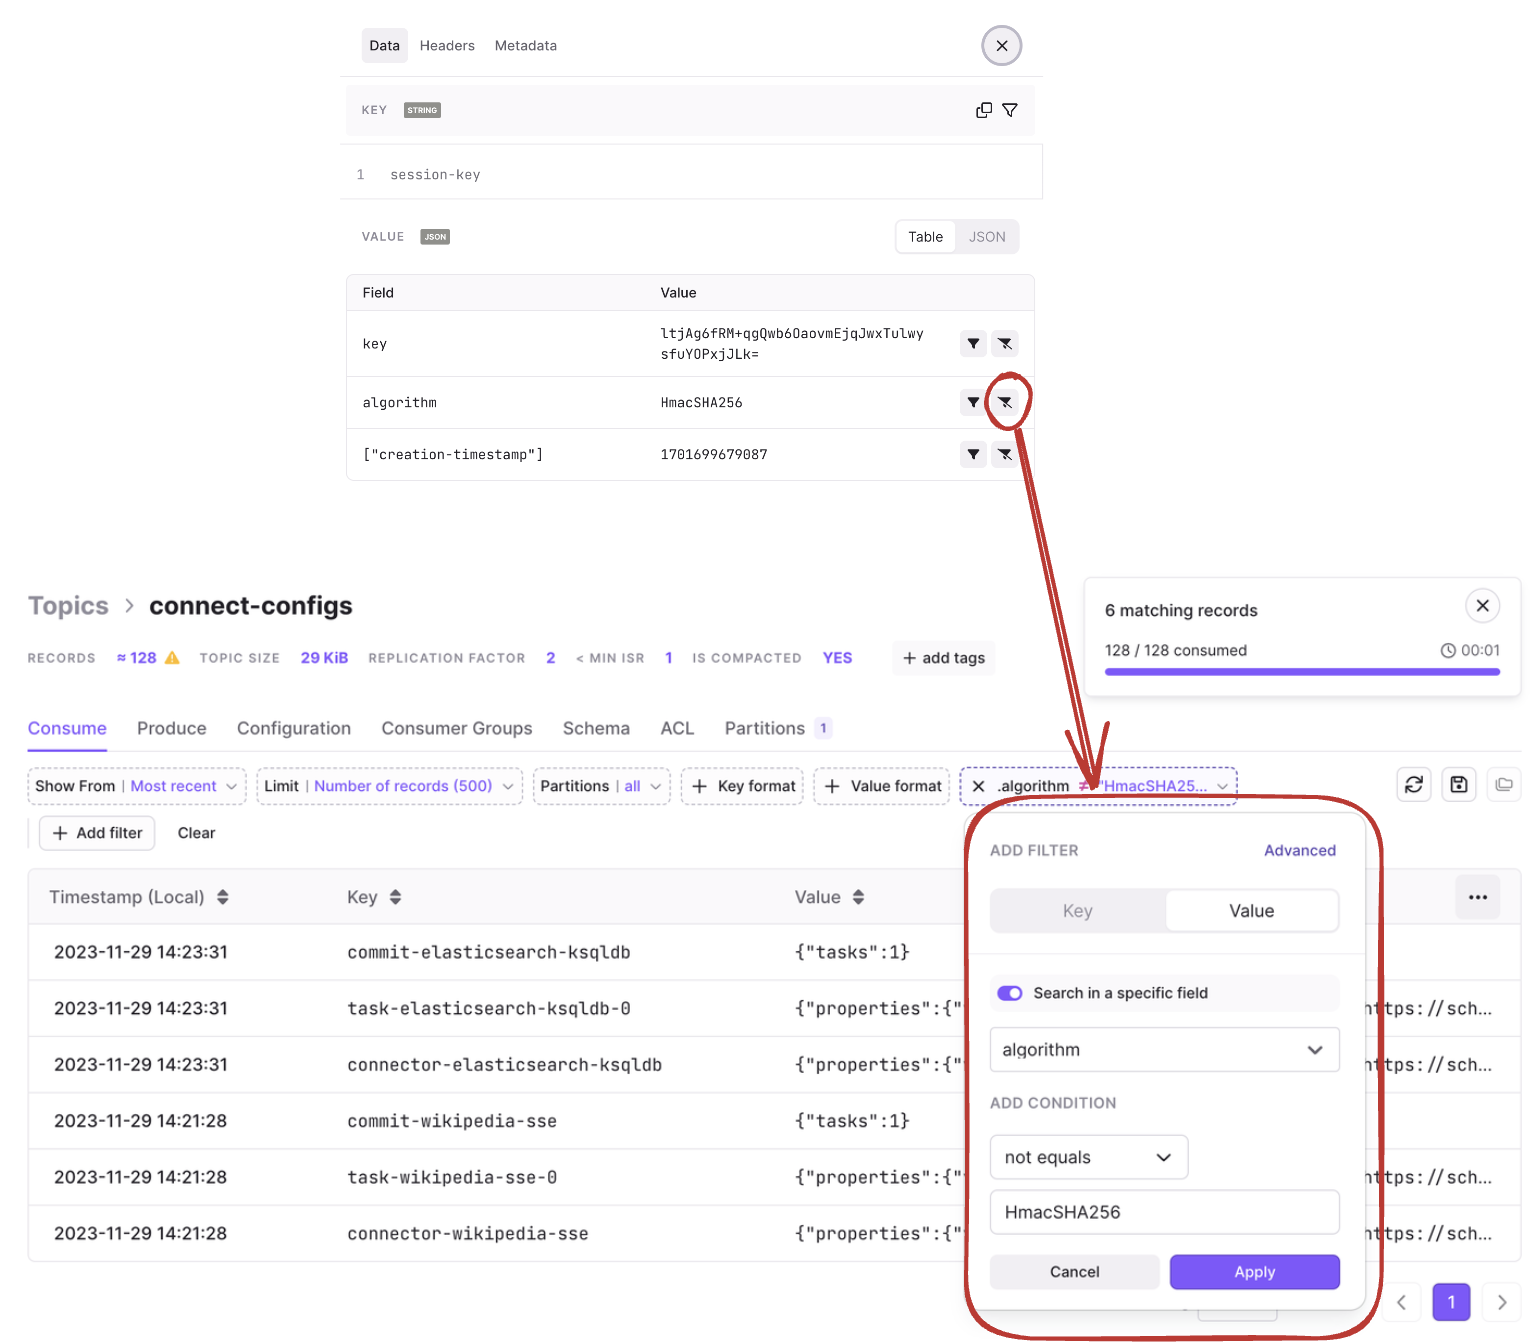 Data Headers Metadata
KEY STRING
1 session-key
VALUE JSON Table JSON
Field Value
key ltjAg6fRM+qgQwb6OaovmEjqJwxTulwy
sfuYOPxjJLk=
algorithm HmacSHA256
["creation-timestamp"] 1701699679087
Topics > connect-configs
6 matching records
RECORDS ≈ 128 TOPIC SIZE 29 KiB REPLICATION FACTOR 2 < MIN ISR 1 IS COMPACTED YES + add tags
128 / 128 consumed 00:01
Consume Produce Configuration Consumer Groups Schema ACL Partitions 1
Show From | Most recent Limit | Number of records (500) Partitions | all + Key format + Value format × .algorithm ≠ "HmacSHA25...
+ Add filter Clear
ADD FILTER Advanced
Timestamp (Local) Key Value ...
Key Value
2023-11-29 14:23:31 commit-elasticsearch-ksqldb {"tasks":1}
Search in a specific field
2023-11-29 14:23:31 task-elasticsearch-ksqldb-0 {"properties":{" https://sch...
algorithm
2023-11-29 14:23:31 connector-elasticsearch-ksqldb {"properties":{" https://sch...
ADD CONDITION
2023-11-29 14:21:28 commit-wikipedia-sse {"tasks":1}
not equals
2023-11-29 14:21:28 task-wikipedia-sse-0 {"properties":{" https://sch...
HmacSHA256
2023-11-29 14:21:28 connector-wikipedia-sse {"properties":{" https://sch...
Cancel Apply
< 1 >